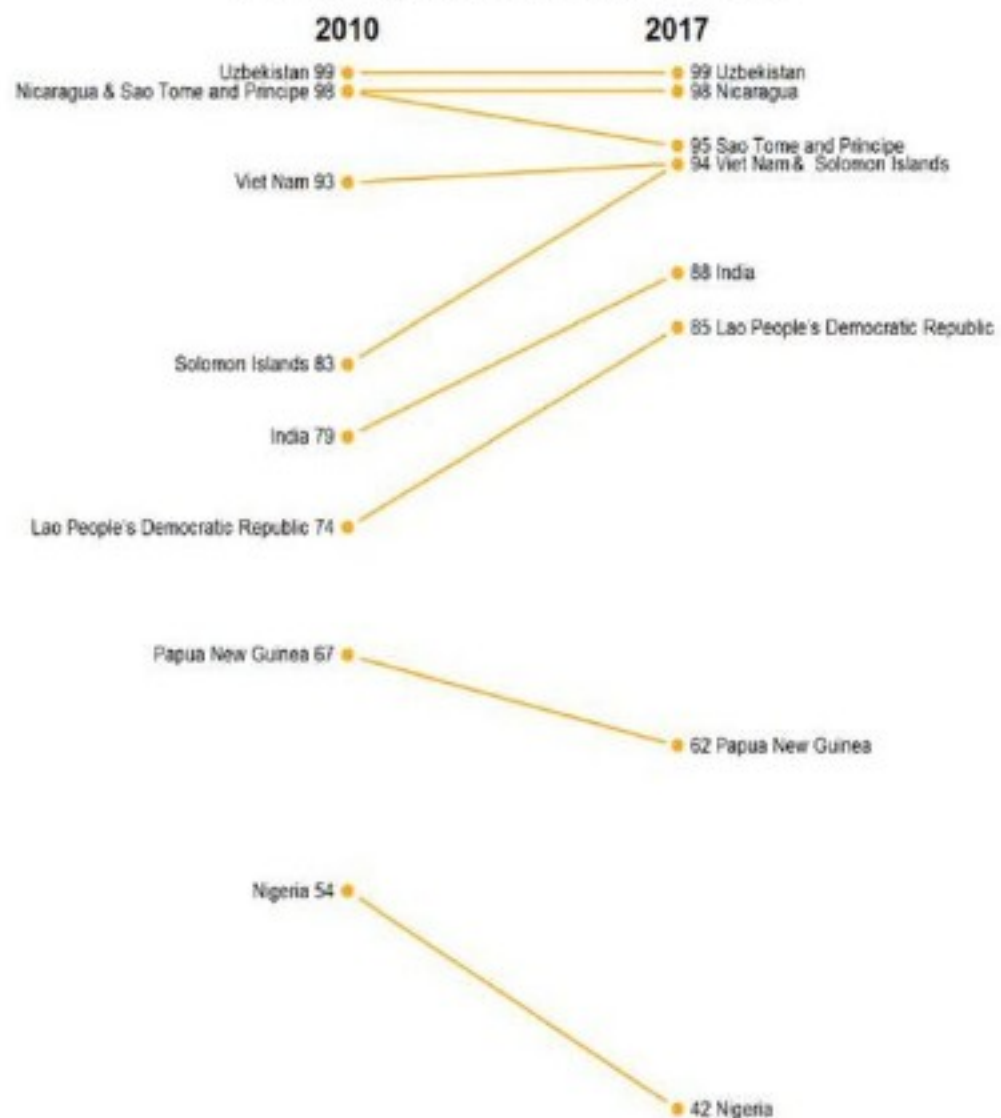 2010 2017
Uzbekistan 99 99 Uzbekistan
Nicaragua & Sao Tome and Principe 98 98 Nicaragua
95 Sao Tome and Principe
Viet Nam 93 94 Viet Nam & Solomon Islands
88 India
85 Lao People's Democratic Republic
Solomon Islands 83
India 79
Lao People's Democratic Republic 74
Papua New Guinea 67
62 Papua New Guinea
Nigeria 54
42 Nigeria